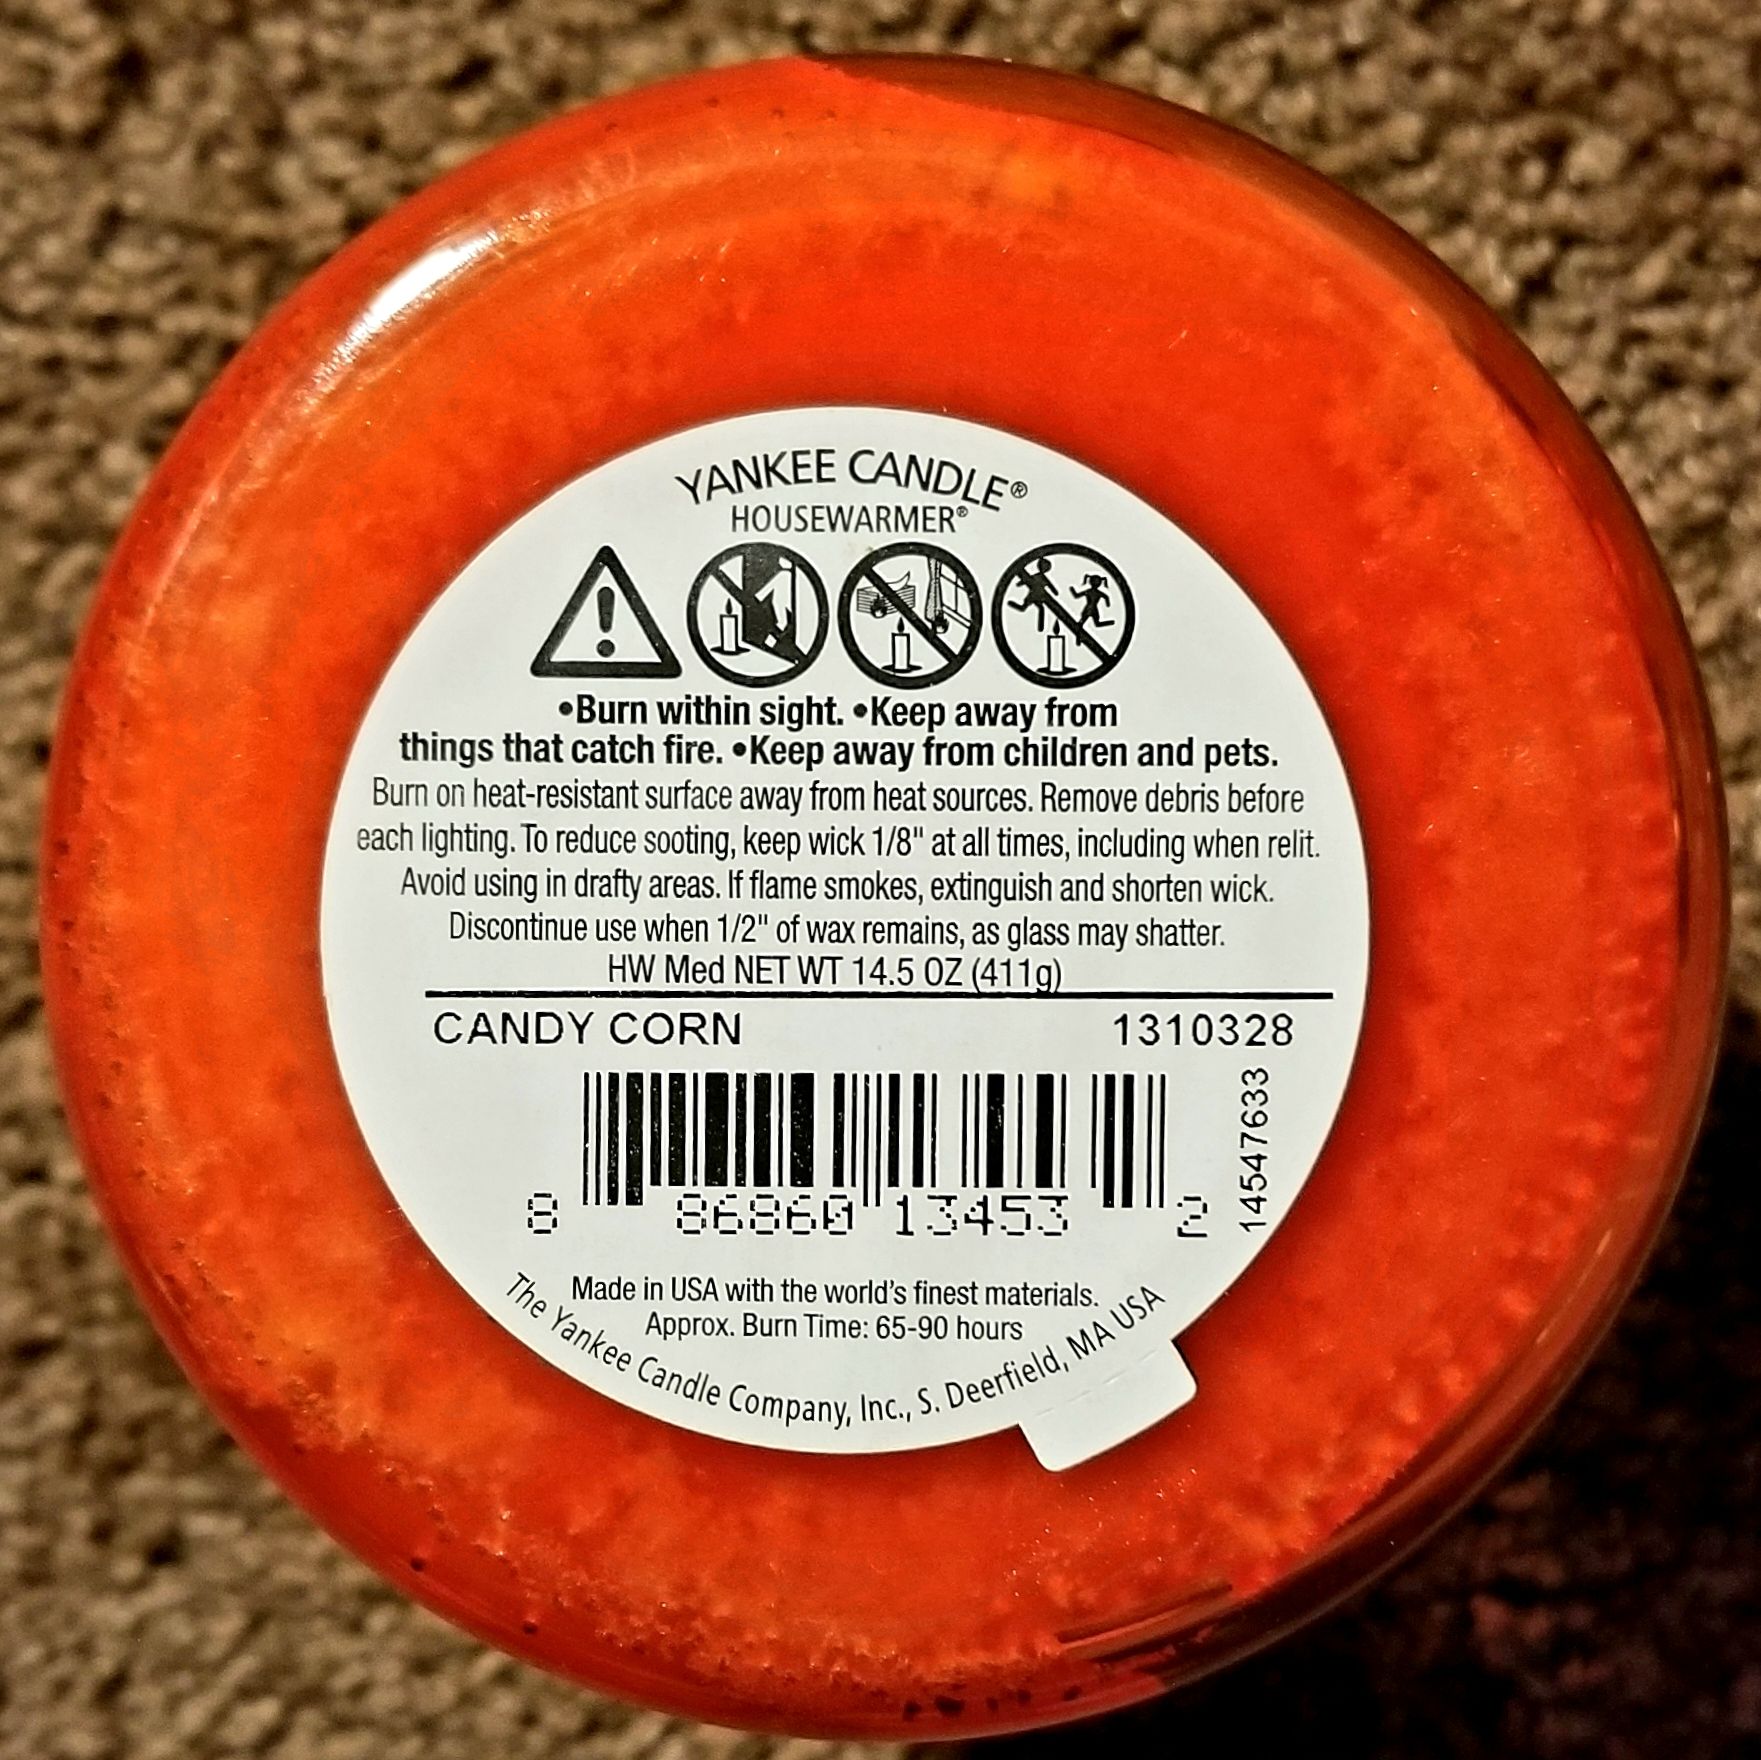 YANKEE CANDLE®
HOUSEWARMER®
•Burn within sight. •Keep away from
things that catch fire. •Keep away from children and pets.
Burn on heat-resistant surface away from heat sources. Remove debris before
each lighting. To reduce sooting, keep wick 1/8" at all times, including when relit.
Avoid using in drafty areas. If flame smokes, extinguish and shorten wick.
Discontinue use when 1/2" of wax remains, as glass may shatter.
HW Med NET WT 14.5 OZ (411g)
CANDY CORN 1310328
14547633
8 86860 13453 2
Made in USA with the world's finest materials.
Approx. Burn Time: 65-90 hours
The Yankee Candle Company, Inc., S. Deerfield, MA USA